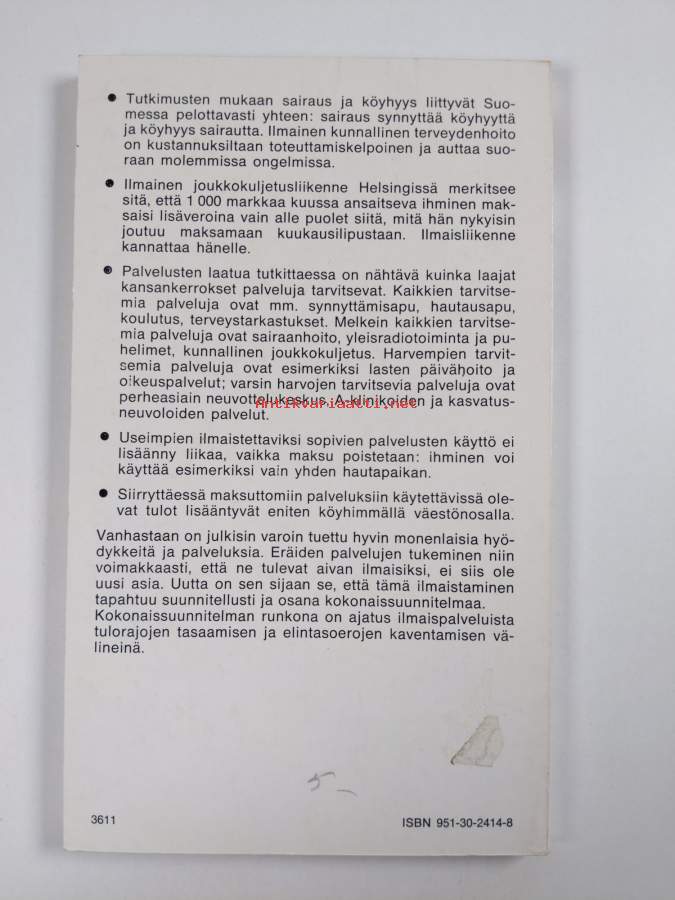 ● Tutkimusten mukaan sairaus ja köyhyys liittyvät Suo-
messa pelottavasti yhteen: sairaus synnyttää köyhyyttä
ja köyhyys sairautta. Ilmainen kunnallinen terveydenhoito
on kustannuksiltaan toteuttamiskelpoinen ja auttaa suo-
raan molemmissa ongelmissa.
● Ilmainen joukkokuljetusliikenne Helsingissä merkitsee
sitä, että 1 000 markkaa kuussa ansaitseva ihminen mak-
saisi lisäveroina vain alle puolet siitä, mitä hän nykyisin
joutuu maksamaan kuukausilipustaan. Ilmaisliikenne
kannattaa hänelle.
● Palvelusten laatua tutkittaessa on nähtävä kuinka laajat
kansankerrokset palveluja tarvitsevat. Kaikkien tarvitse-
mia palveluja ovat mm. synnyttämisapu, hautausapu,
koulutus, terveystarkastukset. Melkein kaikkien tarvitse-
mia palveluja ovat sairaanhoito, yleisradiotoiminta ja pu-
helimet, kunnallinen joukkokuljetus. Harvempien tarvit-
semia palveluja ovat esimerkiksi lasten päivähoito ja
oikeuspalvelut; varsin harvojen tarvitsevia palveluja ovat
perheasiain neuvottelukeskus, A-klinikoiden ja kasvatus-
Antikvariaatti.net
neuvoloiden palvelut.
● Useimpien ilmaistettaviksi sopivien palvelusten käyttö ei
lisäänny liikaa, vaikka maksu poistetaan: ihminen voi
käyttää esimerkiksi vain yhden hautapaikan.
● Siirryttäessä maksuttomiin palveluksiin käytettävissä ole-
vat tulot lisääntyvät eniten köyhimmällä väestönosalla.
Vanhastaan on julkisin varoin tuettu hyvin monenlaisia hyö-
dykkeitä ja palveluksia. Eräiden palvelujen tukeminen niin
voimakkaasti, että ne tulevat aivan ilmaisiksi, ei siis ole
uusi asia. Uutta on sen sijaan se, että tämä ilmaistaminen
tapahtuu suunnitellusti ja osana kokonaissuunnitelmaa.
Kokonaissuunnitelman runkona on ajatus ilmaispalveluista
tulorajojen tasaamisen ja elintasoerojen kaventamisen vä-
lineinä.
5-
3611
ISBN 951-30-2414-8